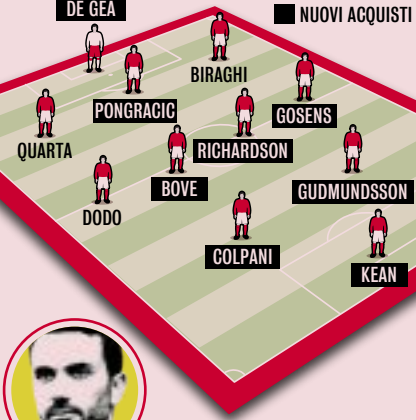 DE GEA
NUOVI ACQUISTI
BIRAGHI
PONGRACIC
GOSENS
QUARTA
RICHARDSON
BOVE
GUDMUNDSSON
DODO
COLPANI
KEAN